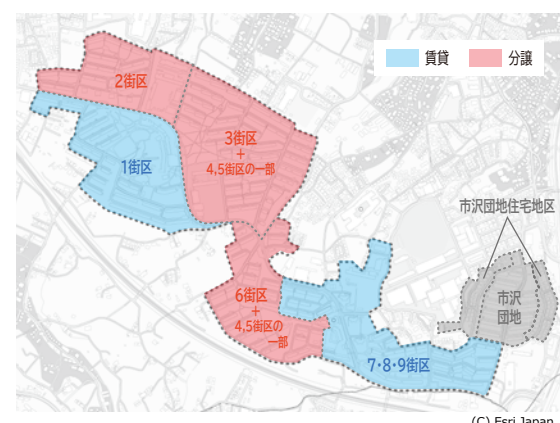 賃貸
分譲
2街区
3街区
+
4,5街区の一部
1街区
市沢団地住宅地区
市沢
団地
6街区
+
4,5街区の
一部
7・8・9街区
(C) Esri Japan